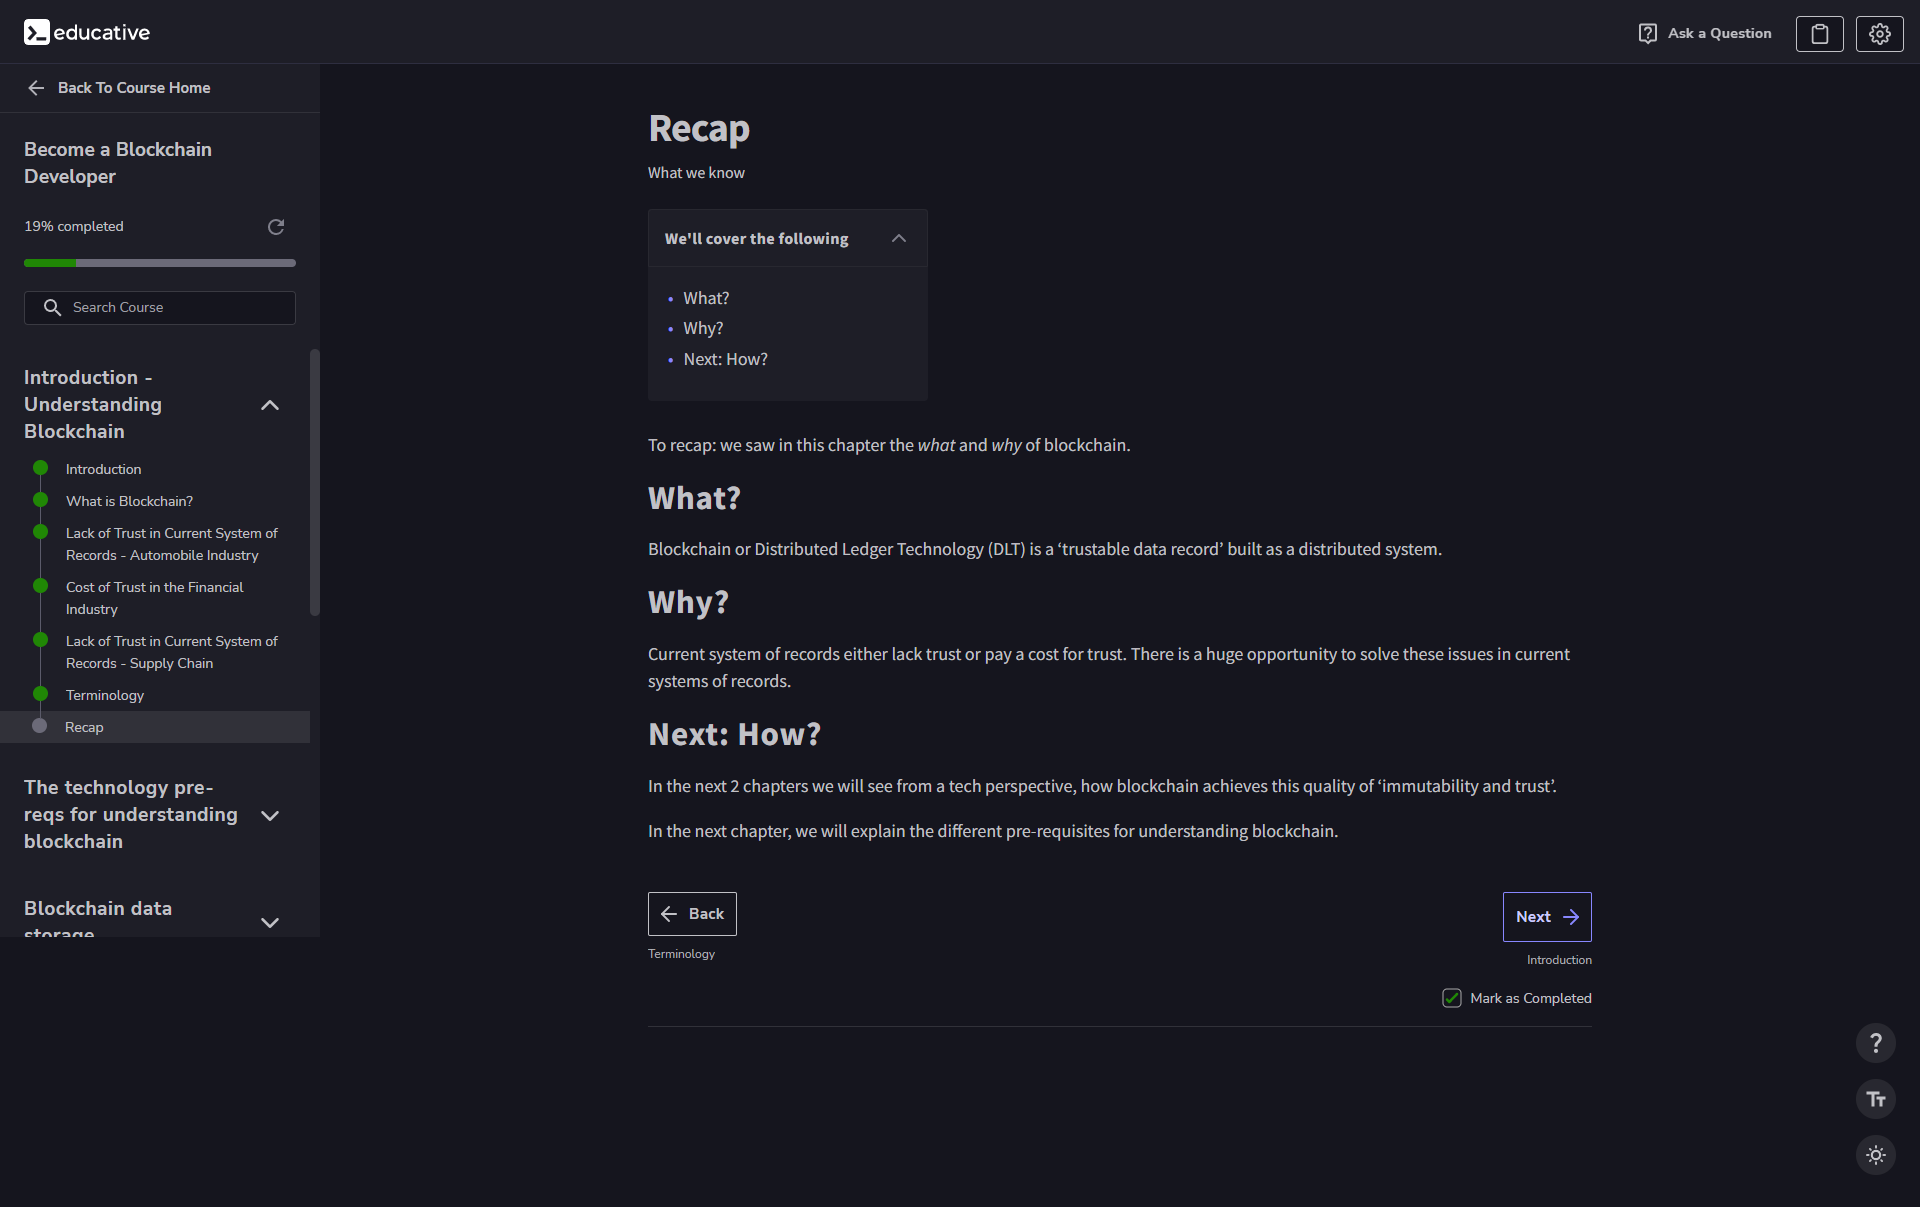 educative
Ask a Question
Back To Course Home
Become a Blockchain
Developer
19% completed
Search Course
Introduction -
Understanding
Blockchain
Introduction
What is Blockchain?
Lack of Trust in Current System of
Records - Automobile Industry
Cost of Trust in the Financial
Industry
Lack of Trust in Current System of
Records - Supply Chain
Terminology
Recap
The technology pre-
reqs for understanding
blockchain
Blockchain data
storage
Recap
What we know
We'll cover the following
• What?
• Why?
• Next: How?
To recap: we saw in this chapter the what and why of blockchain.
What?
Blockchain or Distributed Ledger Technology (DLT) is a ‘trustable data record’ built as a distributed system.
Why?
Current system of records either lack trust or pay a cost for trust. There is a huge opportunity to solve these issues in current
systems of records.
Next: How?
In the next 2 chapters we will see from a tech perspective, how blockchain achieves this quality of ‘immutability and trust’.
In the next chapter, we will explain the different pre-requisites for understanding blockchain.
Back
Terminology
Next
Introduction
Mark as Completed
?
Tт